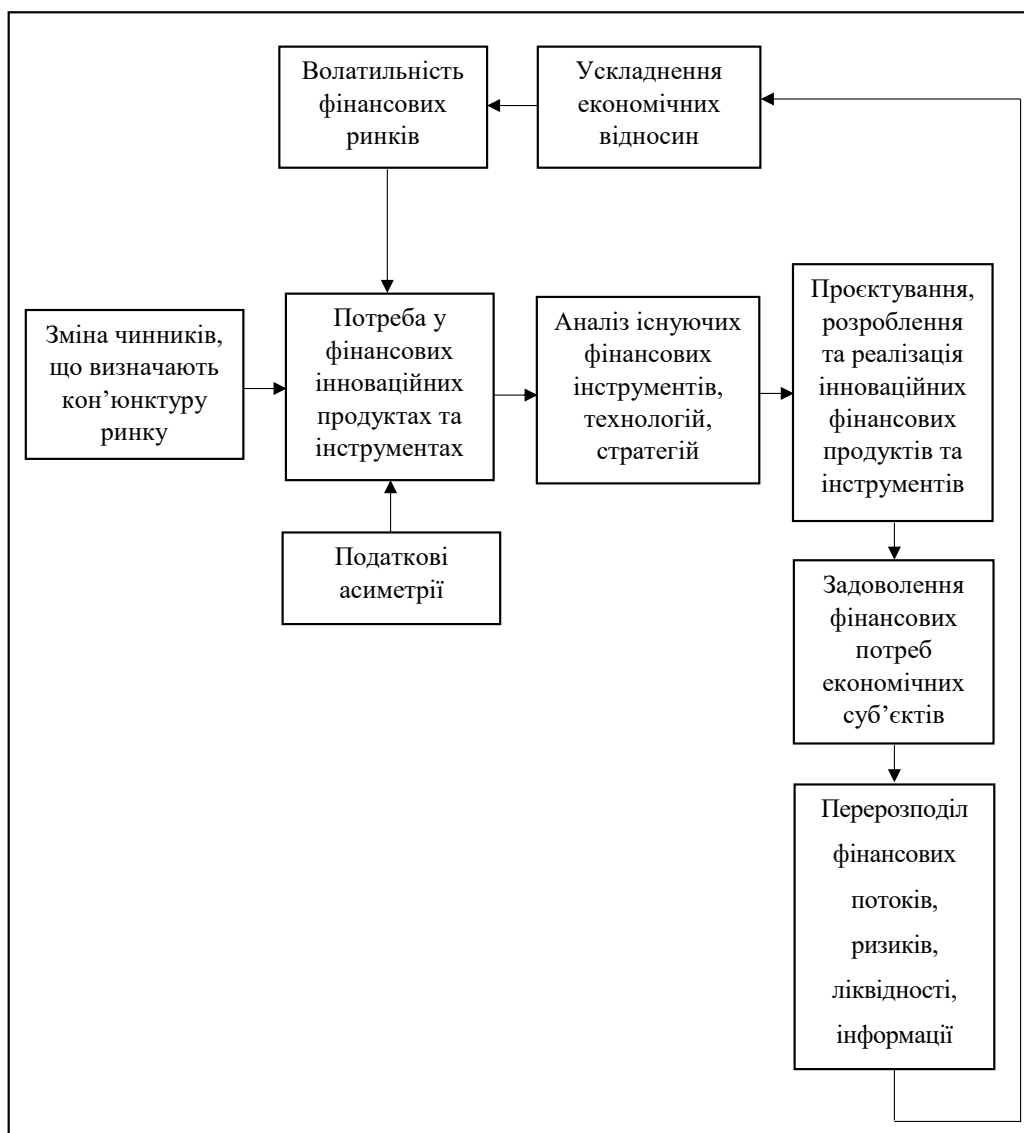 Волатильність
фінансових
ринків
Ускладнення
економічних
відносин
Зміна чинників,
що визначають
кон’юнктуру
ринку
Потреба у
фінансових
інноваційних
продуктах та
інструментах
Аналіз існуючих
фінансових
інструментів,
технологій,
стратегій
Проєктування,
розроблення
та реалізація
інноваційних
фінансових
продуктів та
інструментів
Податкові
асиметрії
Задоволення
фінансових
потреб
економічних
суб’єктів
Перерозподіл
фінансових
потоків,
ризиків,
ліквідності,
інформації